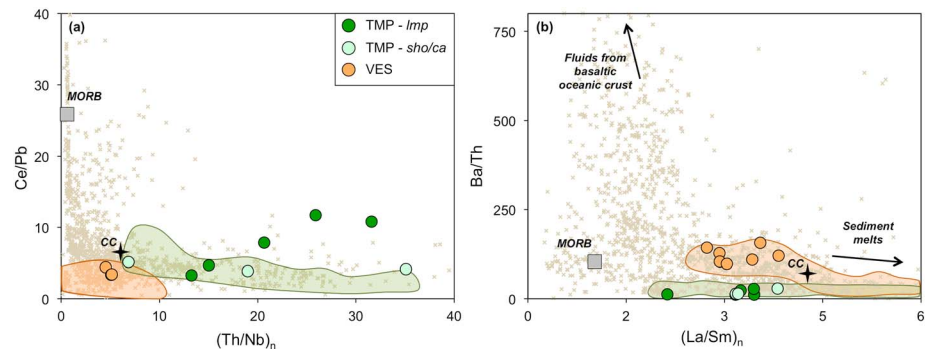 (a)
TMP - lmp
TMP - sho/ca
VES
MORB
CC
40
30
20
10
0
Ce/Pb
0 10 20 30 40
(Th/Nb)n
(b)
Fluids from
basaltic
oceanic crust
MORB
Sediment
melts
CC
750
500
250
0
Ba/Th
0 2 3 5 6
(La/Sm)n